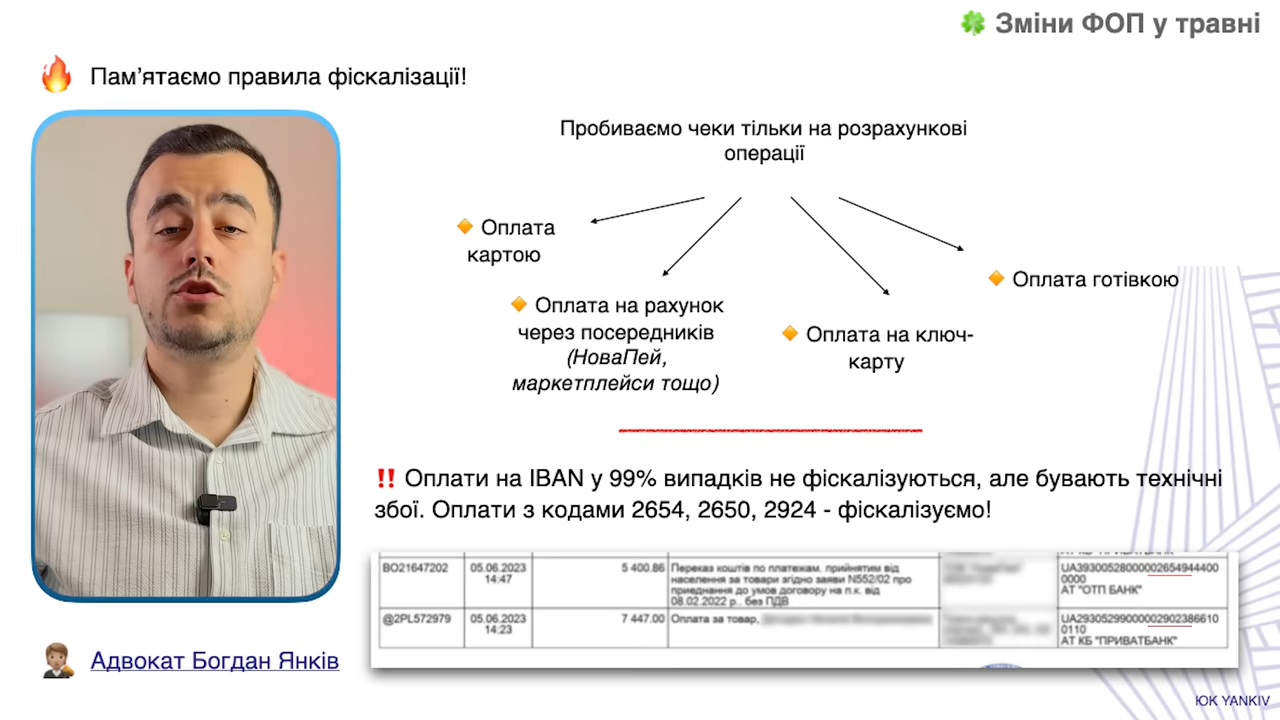 Зміни ФОП у травні
Пам’ятаємо правила фіскалізації!
Пробиваємо чеки тільки на розрахункові
операції
Оплата
картою
Оплата на рахунок
через посередників
(НоваПей,
маркетплейси тощо)
Оплата на ключ-
карту
Оплата готівкою
‼️ Оплати на IBAN у 99% випадків не фіскалізуються, але бувають технічні
збої. Оплати з кодами 2654, 2650, 2924 - фіскалізуємо!
BO21647202
05.06.2023
14:47
5 400.86
Переказ коштів по платежам. прийнятим від
населення за товари згідно заяви N552/02 про
приєднання до умов договору на п.к. від
08.02.2022 р.. без ПДВ
UA39300528000002654944400
0000
АТ "ОТП БАНК"
@2PL572979
05.06.2023
14:23
7 447.00
Оплата за товар,
UA29305299000002902386610
0110
АТ КБ "ПРИВАТБАНК"
Адвокат Богдан Янків
ЮК YANKIV